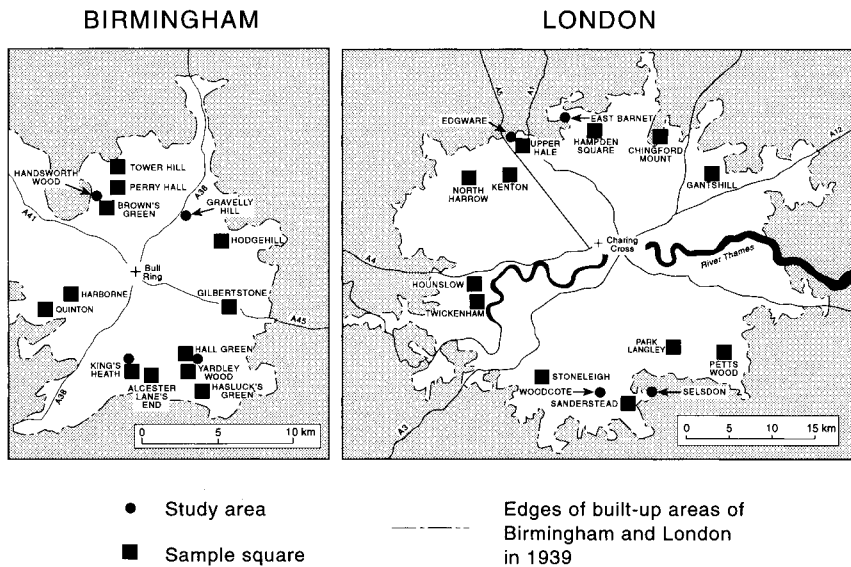 BIRMINGHAM
A38
TOWER HILL
HANDSWORTH
WOOD
PERRY HALL
BROWN'S
GREEN
A41
GRAVELLY
HILL
HODGEHILL
Bull
Ring
HARBORNE
QUINTON
GILBERTSTONE
A45
HALL GREEN
KING'S
HEATH
YARDLEY
WOOD
ALCESTER
LANE'S
END
HASLUCK'S
GREEN
A38
0 5 10 km
LONDON
A5
A1
EDGWARE
EAST BARNET
UPPER
HALE
HAMPDEN
SQUARE
CHINGFORD
MOUNT
A12
NORTH
HARROW
KENTON
GANTSHILL
Charing
Cross
River Thames
A4
HOUNSLOW
TWICKENHAM
PARK
LANGLEY
PETTS
WOOD
STONELEIGH
WOODCOTE
SELSDON
SANDERSTEAD
A3
0 5 10 15 km
Study area
Sample square
Edges of built-up areas of
Birmingham and London
in 1939